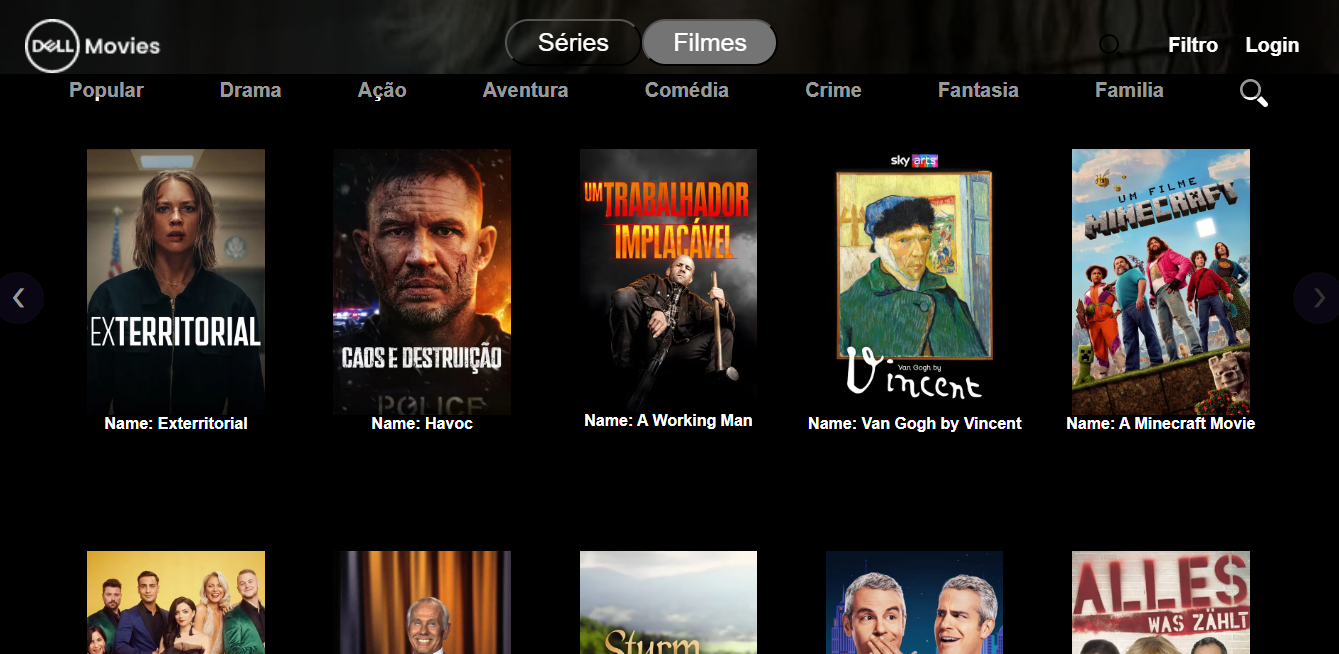 DELL Movies
Séries
Filmes
Filtro
Login
Popular
Drama
Ação
Aventura
Comédia
Crime
Fantasia
Familia
EXTERRITORIAL
CAOS E DESTRUIÇÃO
POLICE
UM TRABALHADOR
IMPLACÁVEL
sky arts
Van Gogh by
Vincent
UM FILME
MINECRAFT
Name: Exterritorial
Name: Havoc
Name: A Working Man
Name: Van Gogh by Vincent
Name: A Minecraft Movie
Sturm
ALLES
WAS ZÄHLT